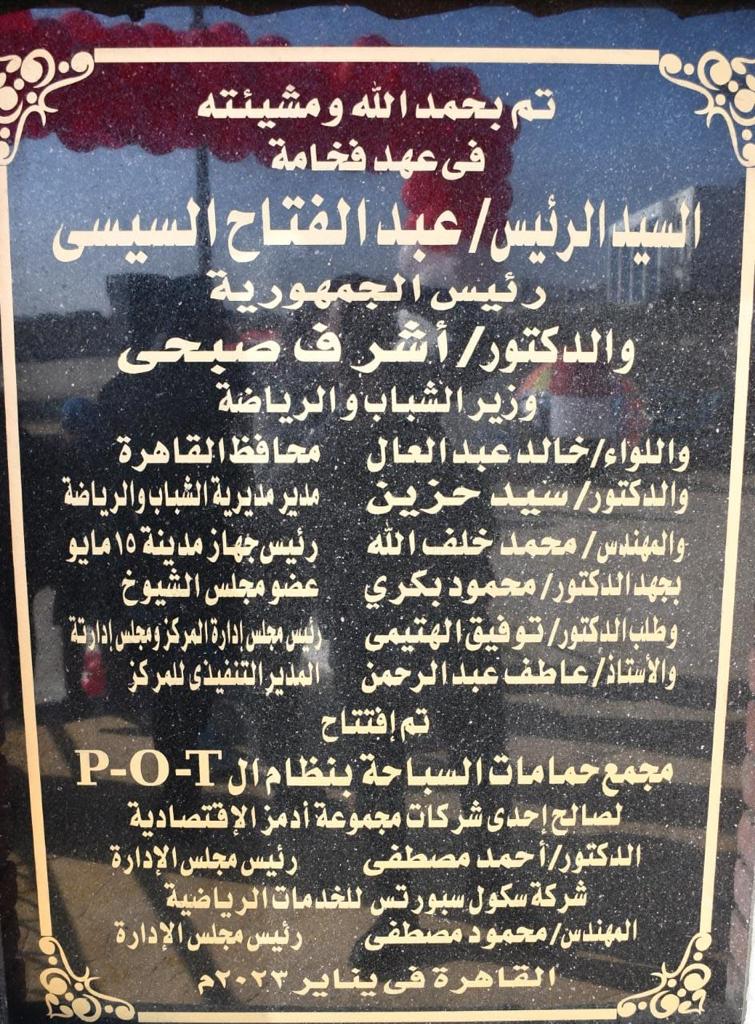 تم بحمد الله ومشيئته
فى عهد فخامة
السيد الرئيس/ عبد الفتاح السيسى
رئيس الجمهورية
والدكتور/ أشرف صبحى
وزير الشباب والرياضة
واللواء/ خالد عبد العال محافظ القاهرة
والدكتور/ سيد حزين مدير مديرية الشباب والرياضة
والمهندس/ محمد خلف الله رئيس جهاز مدينة ١٥ مايو
بجهد الدكتور/ محمود بكري عضو مجلس الشيوخ
وطلب الدكتور/ توفيق الهتيمى رئيس مجلس إدارة المركز ومجلس إدارتة
والأستاذ/ عاطف عبد الرحمن المدير التنفيذى للمركز
تم إفتتاح
مجمع حمامات السباحة بنظام ال P-O-T
لصالح إحدى شركات مجموعة أدمز الإقتصادية
الدكتور/ أحمد مصطفى رئيس مجلس الإدارة
شركة سكول سبورتس للخدمات الرياضية
المهندس/ محمود مصطفى رئيس مجلس الإدارة
القاهرة فى يناير ٢٠٢٣م